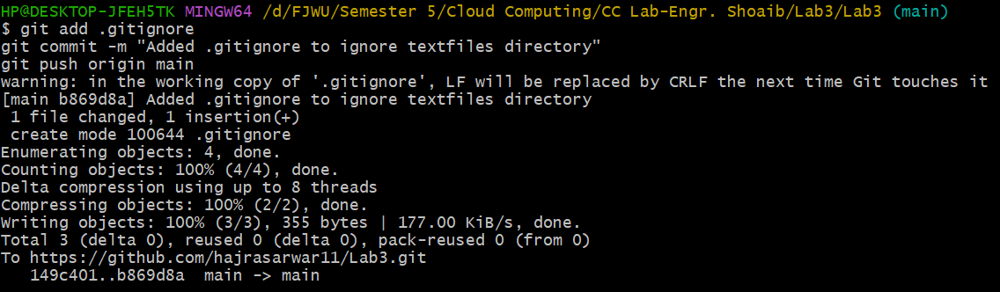 HP@DESKTOP-JFEH5TK MINGW64 /d/FJWU/Semester 5/Cloud Computing/CC Lab-Engr. Shoaib/Lab3/Lab3 (main)
$ git add .gitignore
git commit -m "Added .gitignore to ignore textfiles directory"
git push origin main
warning: in the working copy of '.gitignore', LF will be replaced by CRLF the next time Git touches it
[main b869d8a] Added .gitignore to ignore textfiles directory
 1 file changed, 1 insertion(+)
 create mode 100644 .gitignore
Enumerating objects: 4, done.
Counting objects: 100% (4/4), done.
Delta compression using up to 8 threads
Compressing objects: 100% (2/2), done.
Writing objects: 100% (3/3), 355 bytes | 177.00 KiB/s, done.
Total 3 (delta 0), reused 0 (delta 0), pack-reused 0 (from 0)
To https://github.com/hajrasarwar11/Lab3.git
   149c401..b869d8a  main -> main